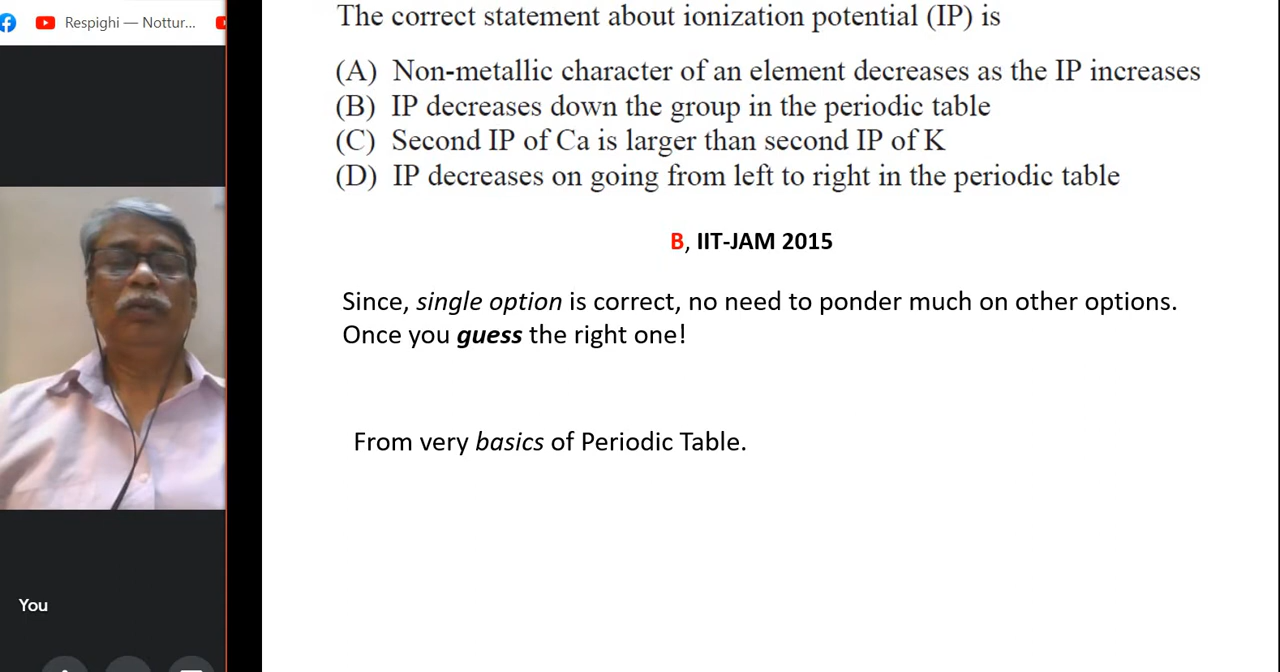 Respighi — Nottur...
The correct statement about ionization potential (IP) is
(A) Non-metallic character of an element decreases as the IP increases
(B) IP decreases down the group in the periodic table
(C) Second IP of Ca is larger than second IP of K
(D) IP decreases on going from left to right in the periodic table
B, IIT-JAM 2015
Since, single option is correct, no need to ponder much on other options.
Once you guess the right one!
From very basics of Periodic Table.
You